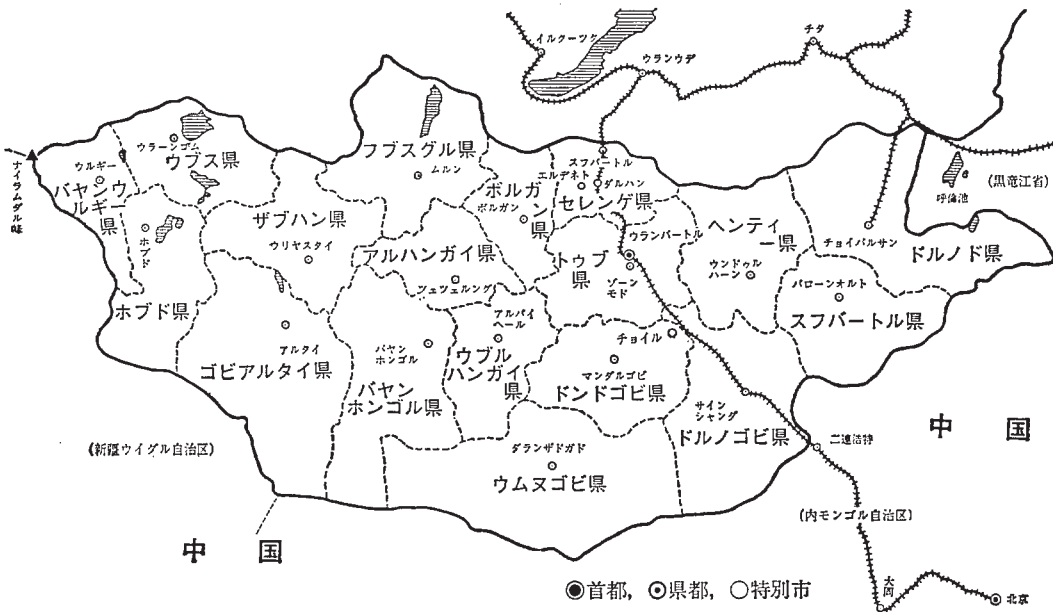 イルクーツク
ウランウデ
チタ
ナイラムダル峰
ウルギー
バヤンウ
ルギー県
ウラーンゴム
ウブス県
ホブド
ホブド県
フブスグル県
ムルン
ザブハン県
ウリヤスタイ
アルハンガイ県
ツェツェルレング
ボルガン県
ボルガン
スフバートル
エルデネト
ダルハン
セレンゲ県
ウランバートル
トゥブ
県
ゾーン
モド
ヘンティ
ー県
ウンドゥル
ハーン
チョイバルサン
ドルノド県
呼倫池
(黒竜江省)
バローンオルト
スフバートル県
アルタイ
ゴビアルタイ県
バヤン
ホンゴル
バヤン
ホンゴル県
アルバイ
ヘール
ウブル
ハンガイ県
チョイル
マンダルゴビ
ドンドゴビ県
サイン
シャンダ
ドルノゴビ県
ダランザドガド
ウムヌゴビ県
(新疆ウイグル自治区)
中国
中国
二連浩特
(内モンゴル自治区)
大同
北京
◉首都, ⊙県都, ○特別市